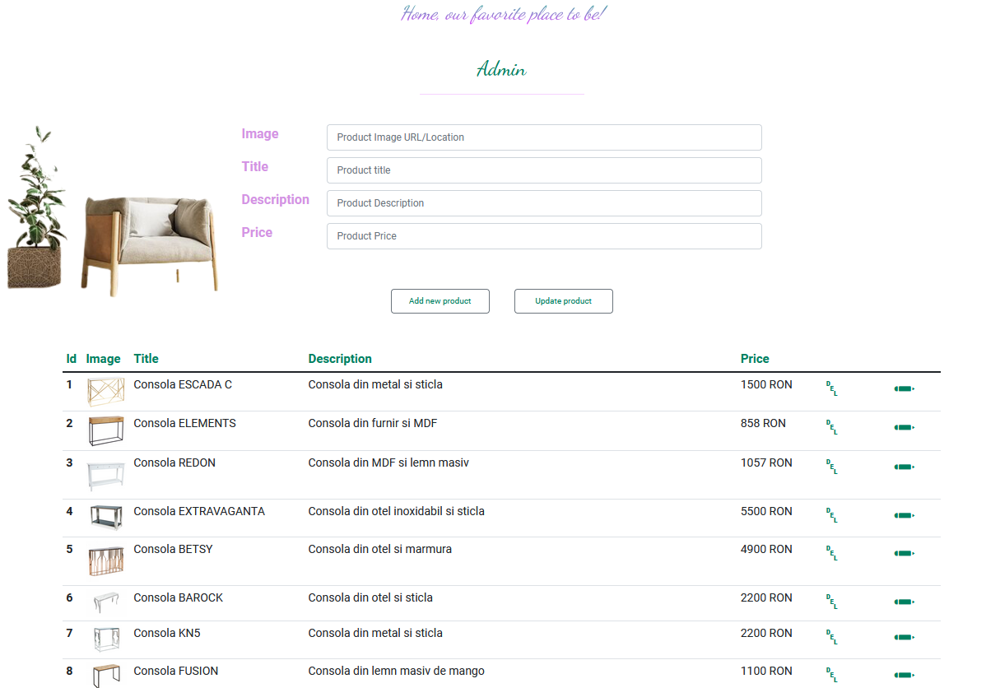 Home, our favorite place to be!
Admin
Image Product Image URL/Location
Title Product title
Description Product Description
Price Product Price
Add new product Update product
Id Image Title Description Price
1 Consola ESCADA C Consola din metal si sticla 1500 RON DEL
2 Consola ELEMENTS Consola din furnir si MDF 858 RON DEL
3 Consola REDON Consola din MDF si lemn masiv 1057 RON DEL
4 Consola EXTRAVAGANTA Consola din otel inoxidabil si sticla 5500 RON DEL
5 Consola BETSY Consola din otel si marmura 4900 RON DEL
6 Consola BAROCK Consola din otel si sticla 2200 RON DEL
7 Consola KN5 Consola din metal si sticla 2200 RON DEL
8 Consola FUSION Consola din lemn masiv de mango 1100 RON DEL